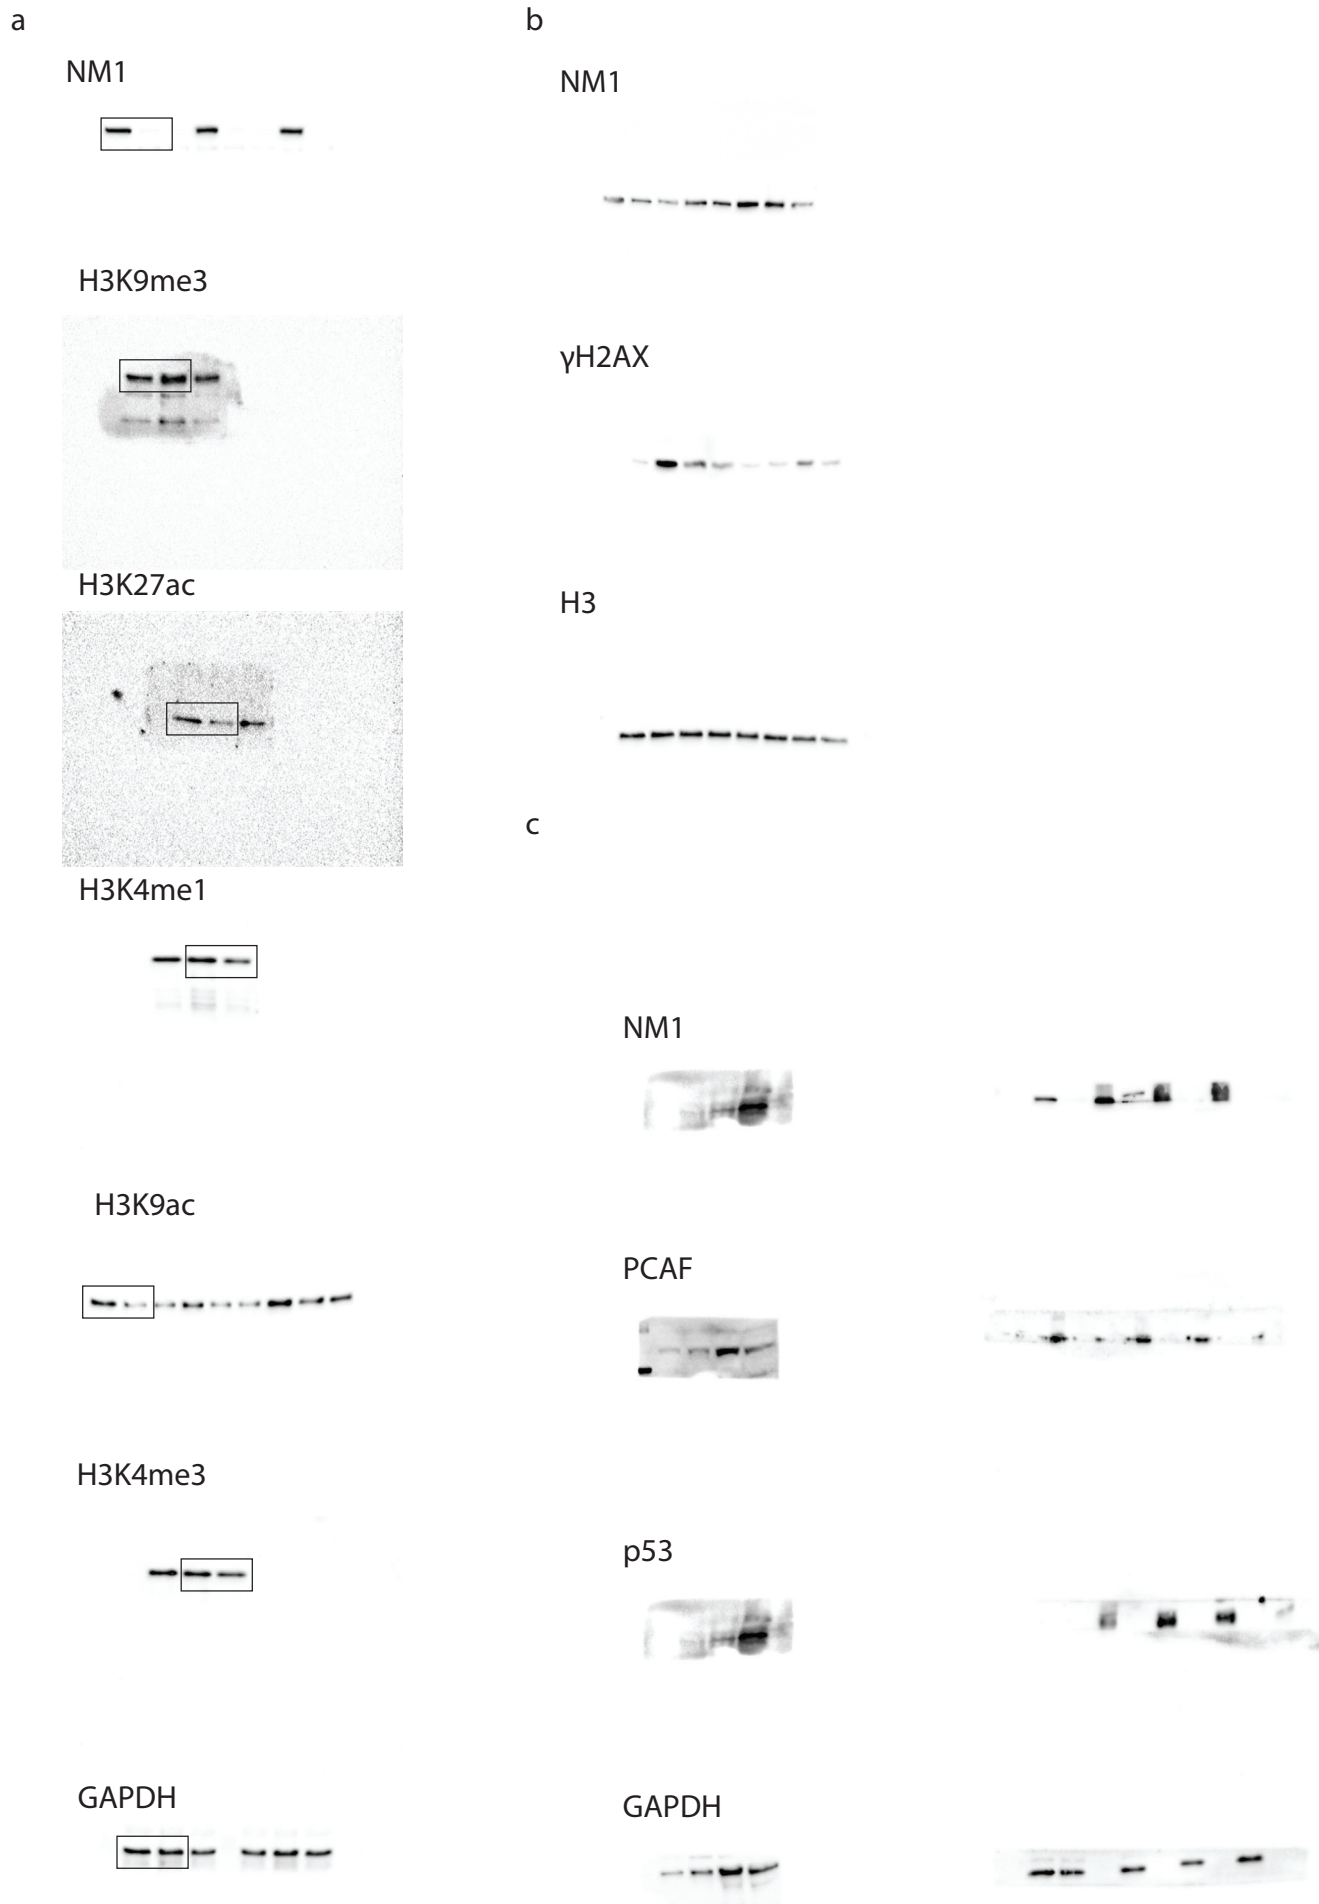 a
NM1
H3K9me3
H3K27ac
H3K4me1
H3K9ac
H3K4me3
GAPDH
b
NM1
γH2AX
H3
c
NM1
PCAF
p53
GAPDH